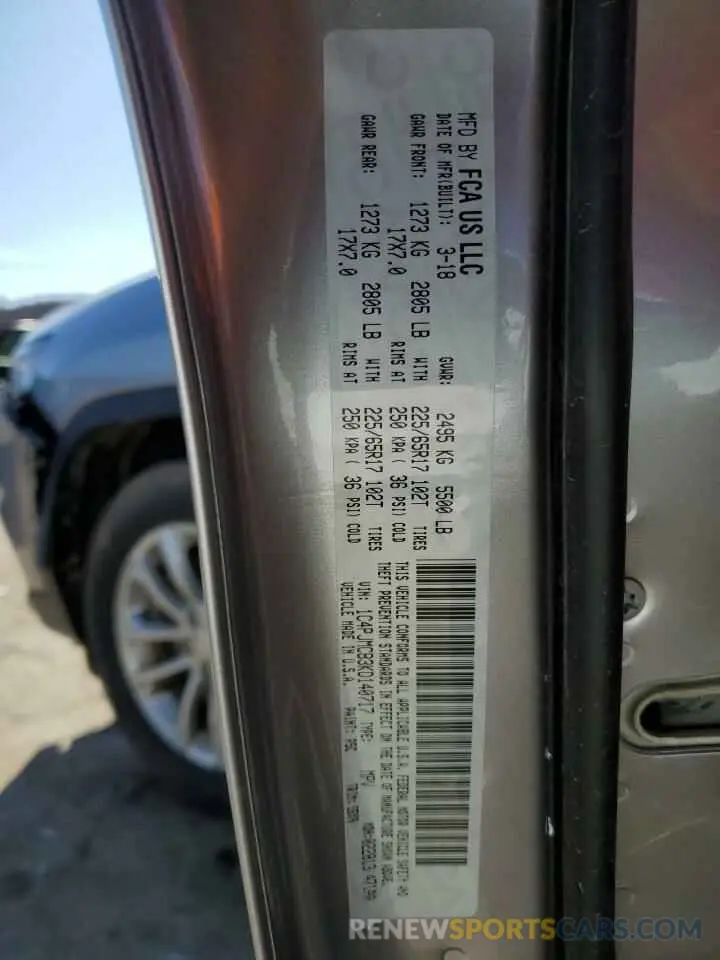 MFD BY FCA US LLC
DATE OF MFR(BUILT): 3-18 GVWR: 2495 KG 5500 LB
GAWR FRONT: 1273 KG 2805 LB WITH 225/65R17 102T TIRES
17X7.0 RIMS AT 250 KPA ( 36 PSI) COLD
GAWR REAR: 1273 KG 2805 LB WITH 225/65R17 102T TIRES
17X7.0 RIMS AT 250 KPA ( 36 PSI) COLD
THIS VEHICLE CONFORMS TO ALL APPLICABLE U.S.A. FEDERAL MOTOR VEHICLE SAFETY AND
THEFT PREVENTION STANDARDS IN EFFECT ON THE DATE OF MANUFACTURE SHOWN ABOVE.
VIN: 1C4PJMCB3KD140717 TYPE: MPV
VEHICLE MADE IN U.S.A. PAINT: PSC
RENEWSPORTSCARS.COM